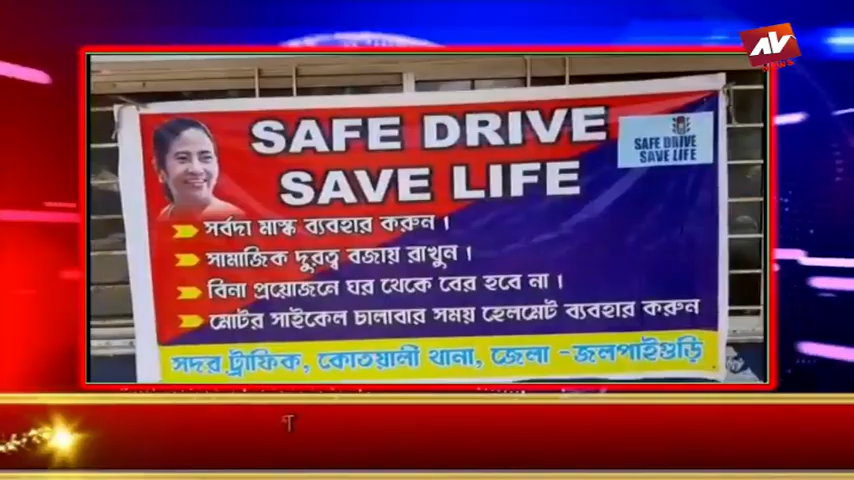 AV
NEWS
SAFE DRIVE
SAVE LIFE
SAFE DRIVE
SAVE LIFE
সর্বদা মাস্ক ব্যবহার করুন ।
সামাজিক দুরত্ব বজায় রাখুন ।
বিনা প্রয়োজনে ঘর থেকে বের হবে না ।
মোটর সাইকেল চালাবার সময় হেলমেট ব্যবহার করুন
সদর ট্রাফিক, কোতয়ালী থানা, জেলা -জলপাইগুড়ি